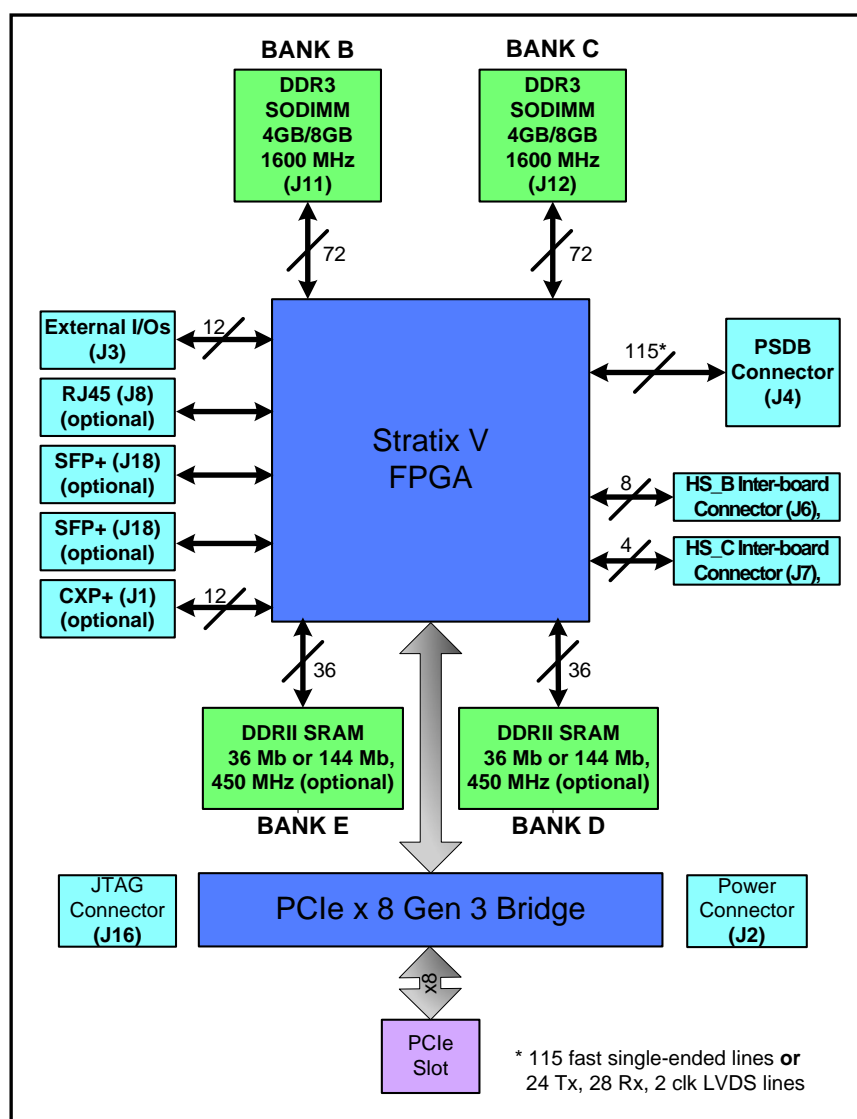 BANK B
BANK C
DDR3
SODIMM
4GB/8GB
1600 MHz
(J11)
DDR3
SODIMM
4GB/8GB
1600 MHz
(J12)
72
72
External I/Os
(J3)
12
RJ45 (J8)
(optional)
SFP+ (J18)
(optional)
SFP+ (J18)
(optional)
CXP+ (J1)
(optional)
12
Stratix V
FPGA
115*
PSDB
Connector
(J4)
8
HS_B Inter-board
Connector (J6),
4
HS_C Inter-board
Connector (J7),
36
36
DDRII SRAM
36 Mb or 144 Mb,
450 MHz (optional)
BANK E
DDRII SRAM
36 Mb or 144 Mb,
450 MHz (optional)
BANK D
JTAG
Connector
(J16)
PCIe x 8 Gen 3 Bridge
Power
Connector
(J2)
x8
PCIe
Slot
* 115 fast single-ended lines or
24 Tx, 28 Rx, 2 clk LVDS lines